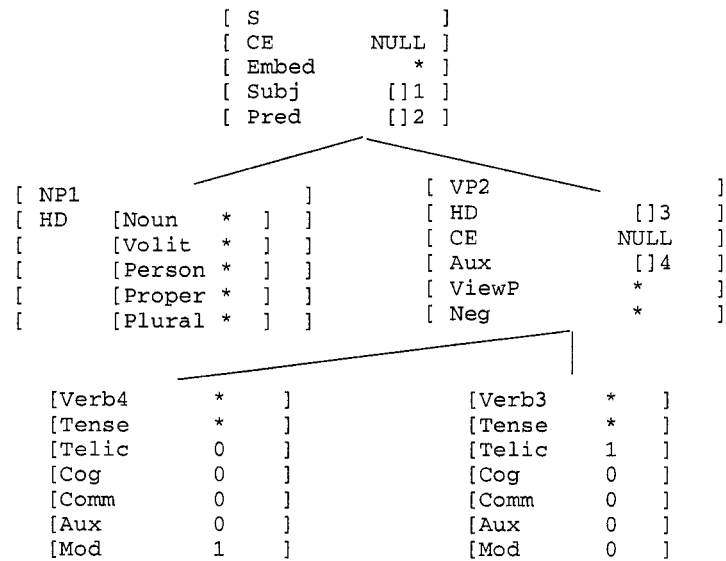 [ S ]
[ CE NULL ]
[ Embed * ]
[ Subj []1 ]
[ Pred []2 ]
[ NP1 ]
[ HD [Noun * ] ]
[ [Volit * ] ]
[ [Person * ] ]
[ [Proper * ] ]
[ [Plural * ] ]
[ VP2 ]
[ HD []3 ]
[ CE NULL ]
[ Aux []4 ]
[ ViewP * ]
[ Neg * ]
[Verb4 * ]
[Tense * ]
[Telic 0 ]
[Cog 0 ]
[Comm 0 ]
[Aux 0 ]
[Mod 1 ]
[Verb3 * ]
[Tense * ]
[Telic 1 ]
[Cog 0 ]
[Comm 0 ]
[Aux 0 ]
[Mod 0 ]